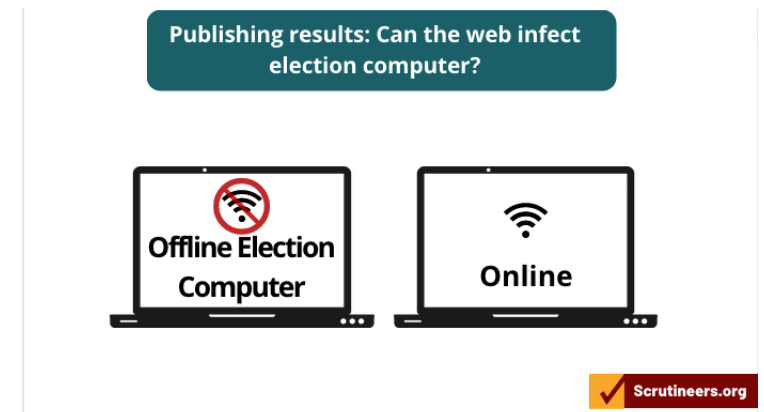 Publishing results: Can the web infect
election computer?
Offline Election
Computer
Online
Scrutineers.org